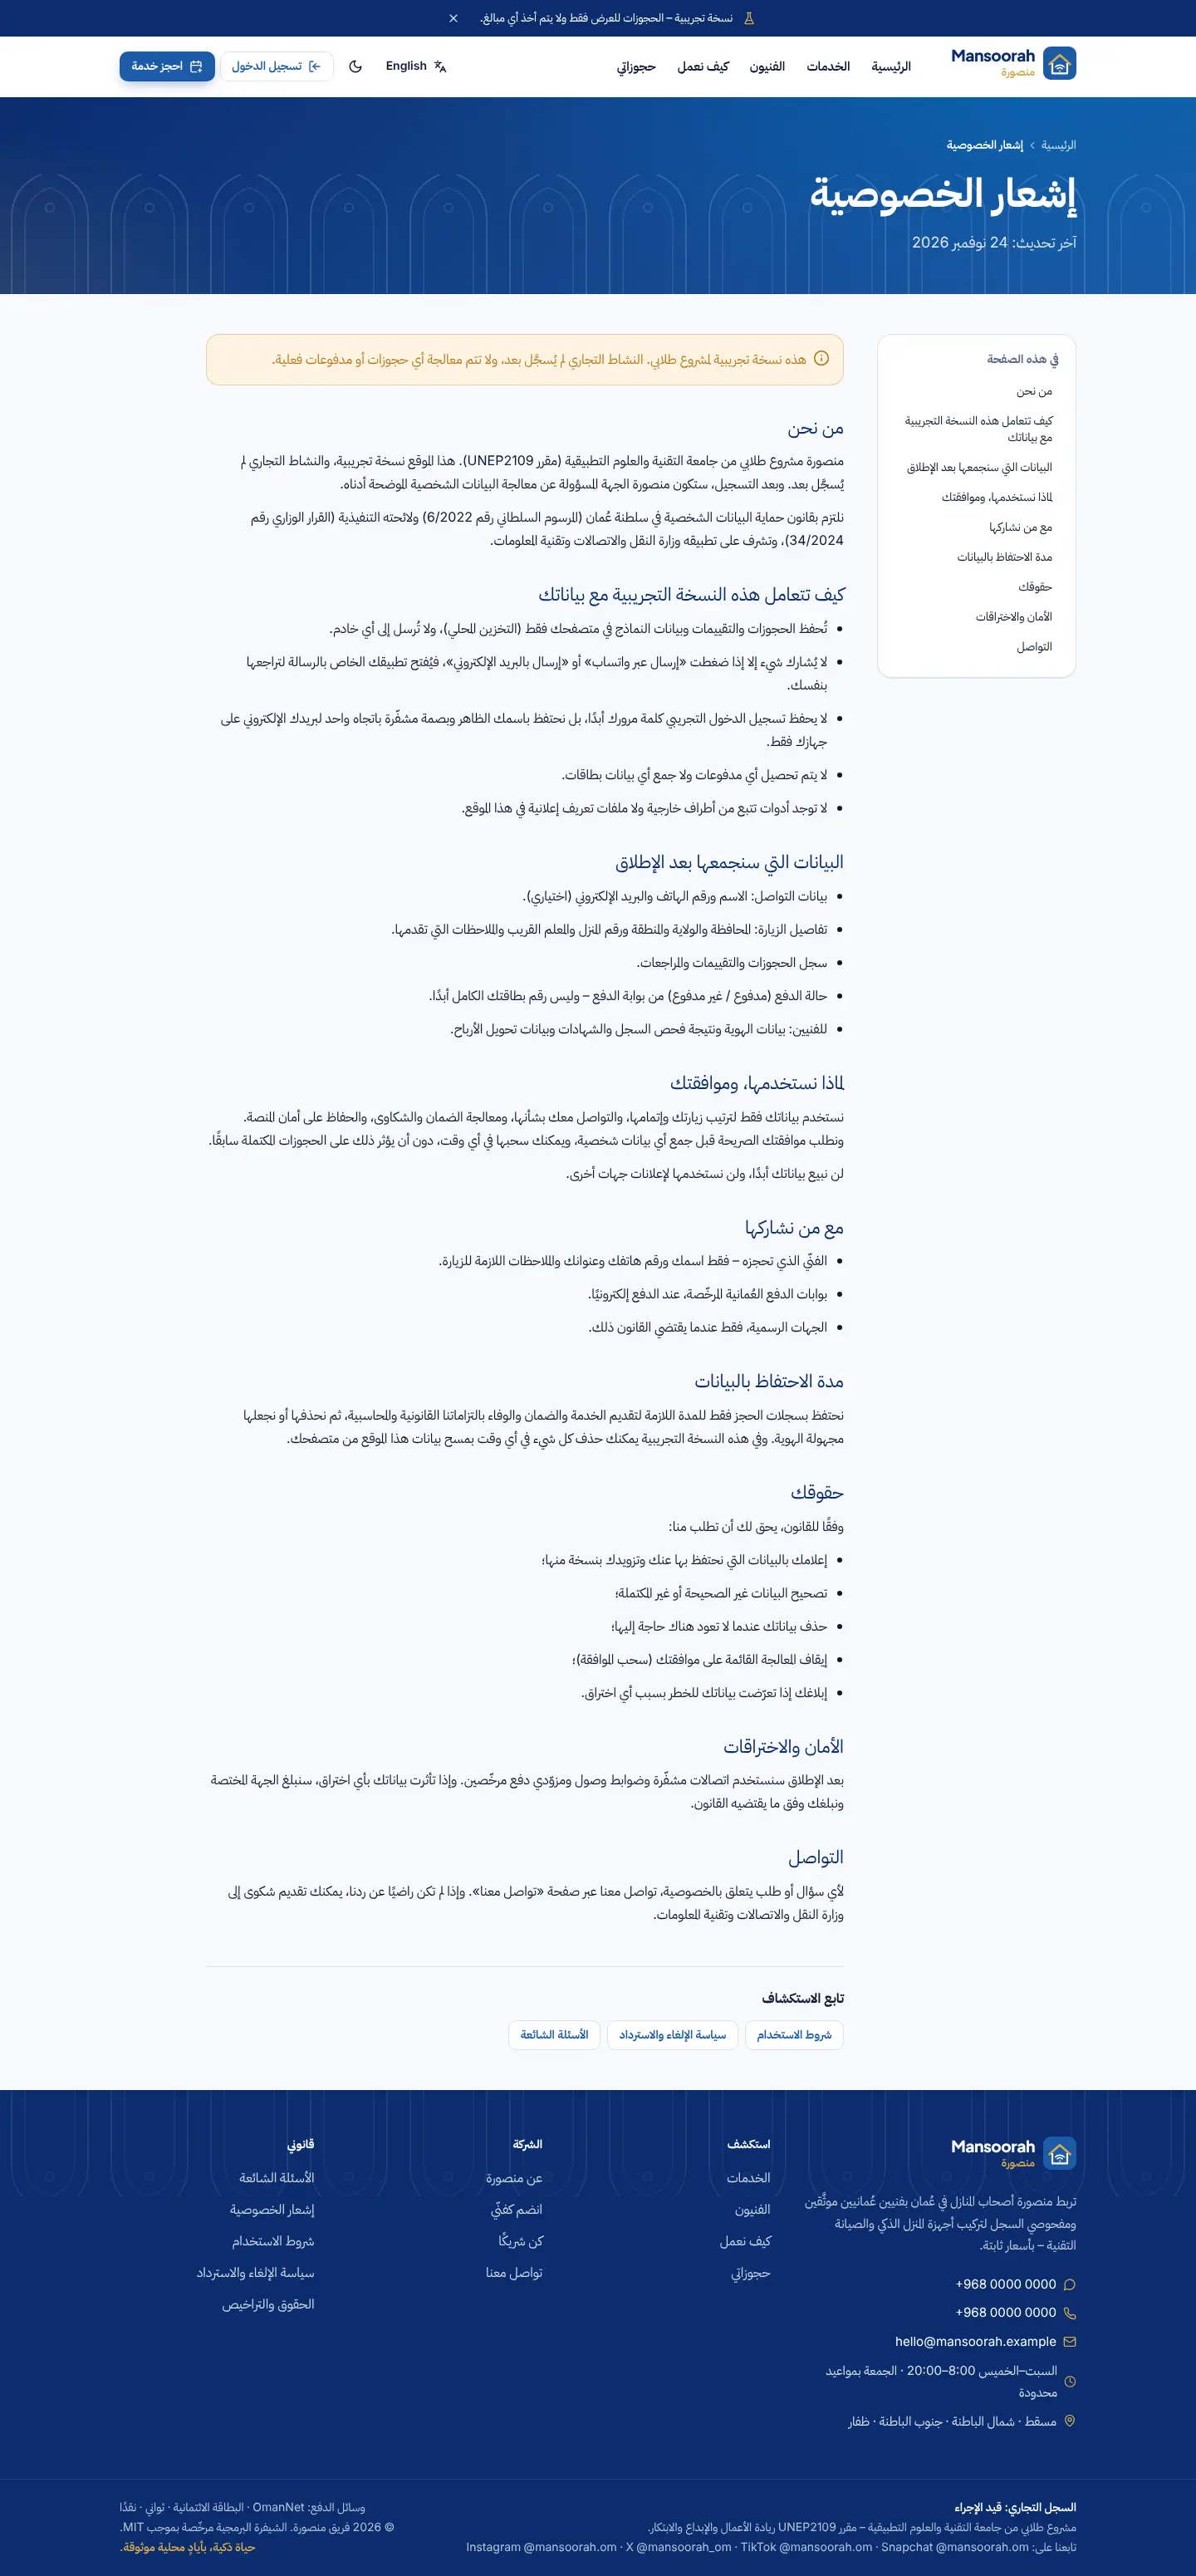 نسخة تجريبية – الحجوزات للعرض فقط ولا يتم أخذ أي مبالغ.
Mansoorah
منصورة
الرئيسية
الخدمات
الفنيون
كيف نعمل
حجوزاتي
English
تسجيل الدخول
احجز خدمة
الرئيسية › إشعار الخصوصية
إشعار الخصوصية
آخر تحديث: 24 نوفمبر 2026
في هذه الصفحة
من نحن
كيف تتعامل هذه النسخة التجريبية
مع بياناتك
البيانات التي سنجمعها بعد الإطلاق
لماذا نستخدمها، وموافقتك
مع من نشاركها
مدة الاحتفاظ بالبيانات
حقوقك
الأمان والاختراقات
التواصل
هذه نسخة تجريبية لمشروع طلابي. النشاط التجاري لم يُسجَّل بعد، ولا تتم معالجة أي حجوزات أو مدفوعات فعلية.
من نحن
منصورة مشروع طلابي من جامعة التقنية والعلوم التطبيقية (مقرر UNEP2109). هذا الموقع نسخة تجريبية، والنشاط التجاري لم
يُسجَّل بعد. وبعد التسجيل، ستكون منصورة الجهة المسؤولة عن معالجة البيانات الشخصية الموضحة أدناه.
نلتزم بقانون حماية البيانات الشخصية في سلطنة عُمان (المرسوم السلطاني رقم 6/2022) ولائحته التنفيذية (القرار الوزاري رقم
34/2024)، وتشرف على تطبيقه وزارة النقل والاتصالات وتقنية المعلومات.
كيف تتعامل هذه النسخة التجريبية مع بياناتك
• تُحفظ الحجوزات والتقييمات وبيانات النماذج في متصفحك فقط (التخزين المحلي)، ولا تُرسل إلى أي خادم.
• لا يُشارك شيء إلا إذا ضغطت «إرسال عبر واتساب» أو «إرسال بالبريد الإلكتروني»، فيُفتح تطبيقك الخاص بالرسالة لتراجعها
بنفسك.
• لا يحفظ تسجيل الدخول التجريبي كلمة مرورك أبدًا، بل نحتفظ باسمك الظاهر وبصمة مشفّرة باتجاه واحد لبريدك الإلكتروني على
جهازك فقط.
• لا يتم تحصيل أي مدفوعات ولا جمع أي بيانات بطاقات.
• لا توجد أدوات تتبع من أطراف خارجية ولا ملفات تعريف إعلانية في هذا الموقع.
البيانات التي سنجمعها بعد الإطلاق
• بيانات التواصل: الاسم ورقم الهاتف والبريد الإلكتروني (اختياري).
• تفاصيل الزيارة: المحافظة والولاية والمنطقة ورقم المنزل والمعلم القريب والملاحظات التي تقدمها.
• سجل الحجوزات والتقييمات والمراجعات.
• حالة الدفع (مدفوع / غير مدفوع) من بوابة الدفع – وليس رقم بطاقتك الكامل أبدًا.
• للفنيين: بيانات الهوية ونتيجة فحص السجل والشهادات وبيانات تحويل الأرباح.
لماذا نستخدمها، وموافقتك
نستخدم بياناتك فقط لترتيب زيارتك وإتمامها، والتواصل معك بشأنها، ومعالجة الضمان والشكاوى، والحفاظ على أمان المنصة.
ونطلب موافقتك الصريحة قبل جمع أي بيانات شخصية، ويمكنك سحبها في أي وقت، دون أن يؤثر ذلك على الحجوزات المكتملة سابقًا.
لن نبيع بياناتك أبدًا، ولن نستخدمها لإعلانات جهات أخرى.
مع من نشاركها
• الفنّي الذي تحجزه – فقط اسمك ورقم هاتفك وعنوانك والملاحظات اللازمة للزيارة.
• بوابات الدفع العُمانية المرخّصة، عند الدفع إلكترونيًا.
• الجهات الرسمية، فقط عندما يقتضي القانون ذلك.
مدة الاحتفاظ بالبيانات
نحتفظ بسجلات الحجز فقط للمدة اللازمة لتقديم الخدمة والضمان والوفاء بالتزاماتنا القانونية والمحاسبية، ثم نحذفها أو نجعلها
مجهولة الهوية. وفي هذه النسخة التجريبية يمكنك حذف كل شيء في أي وقت بمسح بيانات هذا الموقع من متصفحك.
حقوقك
وفقًا للقانون، يحق لك أن تطلب منا:
• إعلامك بالبيانات التي نحتفظ بها عنك وتزويدك بنسخة منها؛
• تصحيح البيانات غير الصحيحة أو غير المكتملة؛
• حذف بياناتك عندما لا تعود هناك حاجة إليها؛
• إيقاف المعالجة القائمة على موافقتك (سحب الموافقة)؛
• إبلاغك إذا تعرّضت بياناتك للخطر بسبب أي اختراق.
الأمان والاختراقات
بعد الإطلاق سنستخدم اتصالات مشفّرة وضوابط وصول ومزوّدي دفع مرخّصين. وإذا تأثرت بياناتك بأي اختراق، سنبلغ الجهة المختصة
ونبلغك وفق ما يقتضيه القانون.
التواصل
لأي سؤال أو طلب يتعلق بالخصوصية، تواصل معنا عبر صفحة «تواصل معنا». وإذا لم تكن راضيًا عن ردنا، يمكنك تقديم شكوى إلى
وزارة النقل والاتصالات وتقنية المعلومات.
تابع الاستكشاف
شروط الاستخدام
سياسة الإلغاء والاسترداد
الأسئلة الشائعة
Mansoorah
منصورة
تربط منصورة أصحاب المنازل في عُمان بفنيين عُمانيين موثَّقين
ومفحوصي السجل لتركيب أجهزة المنزل الذكي والصيانة
التقنية – بأسعار ثابتة.
+968 0000 0000
+968 0000 0000
hello@mansoorah.example
السبت–الخميس 8:00–20:00 · الجمعة بمواعيد
محدودة
مسقط · شمال الباطنة · جنوب الباطنة · ظفار
استكشف
الخدمات
الفنيون
كيف نعمل
حجوزاتي
الشركة
عن منصورة
انضم كفنّي
كن شريكًا
تواصل معنا
قانوني
الأسئلة الشائعة
إشعار الخصوصية
شروط الاستخدام
سياسة الإلغاء والاسترداد
الحقوق والتراخيص
السجل التجاري: قيد الإجراء
مشروع طلابي من جامعة التقنية والعلوم التطبيقية – مقرر UNEP2109 ريادة الأعمال والإبداع والابتكار.
تابعنا على: Instagram @mansoorah.om · X @mansoorah_om · TikTok @mansoorah.om · Snapchat @mansoorah.om
وسائل الدفع: OmanNet · البطاقة الائتمانية · ثواني · نقدًا
© 2026 فريق منصورة. الشيفرة البرمجية مرخّصة بموجب MIT.
حياة ذكية، بأيادٍ محلية موثوقة.